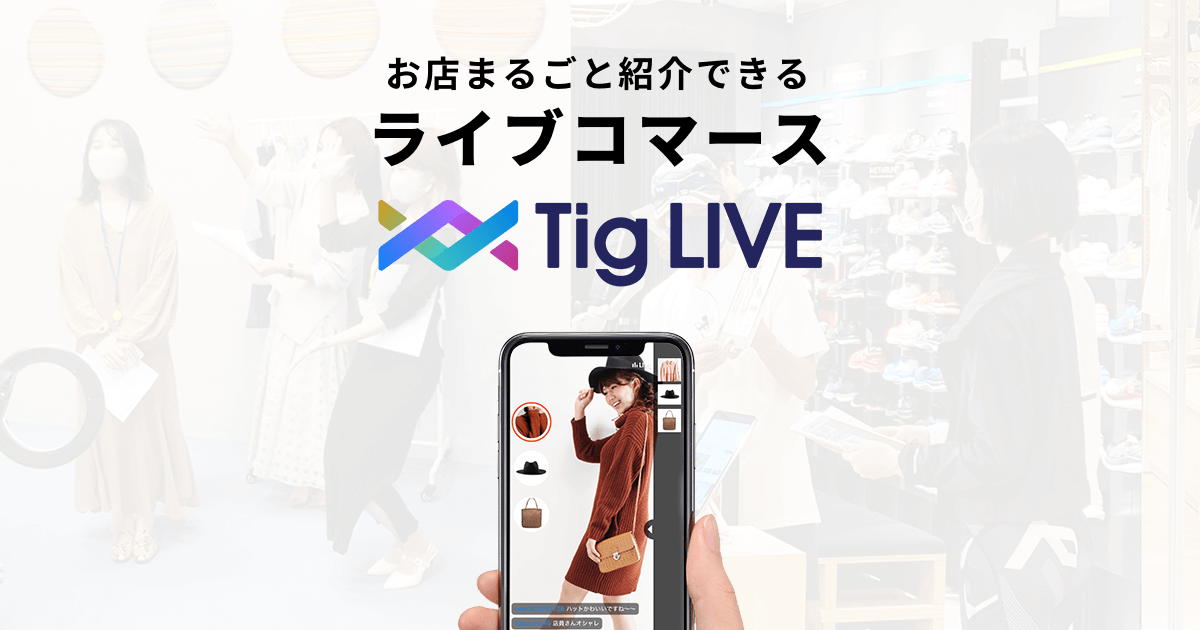 お店まるごと紹介できる
ライブコマース
Tig LIVE
ハットかわいいですね〜〜
店員さんオシャレ